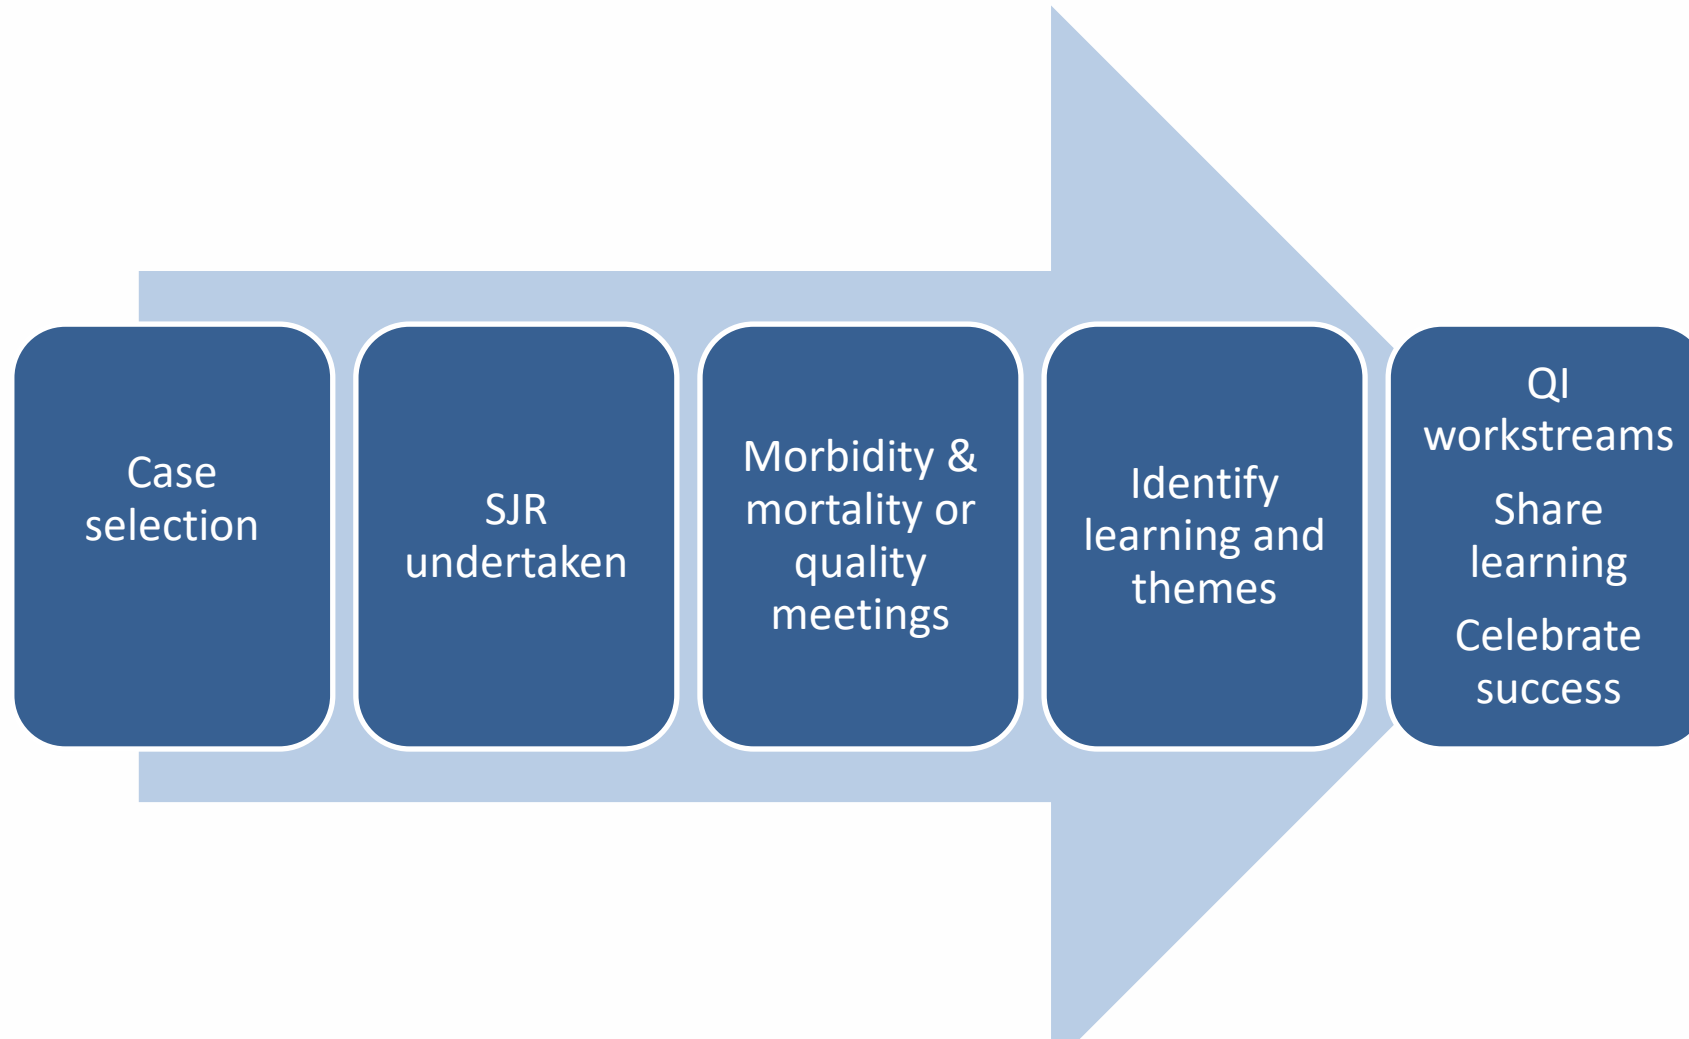 Case
selection
SJR
undertaken
Morbidity &
mortality or
quality
meetings
Identify
learning and
themes
QI
workstreams
Share
learning
Celebrate
success